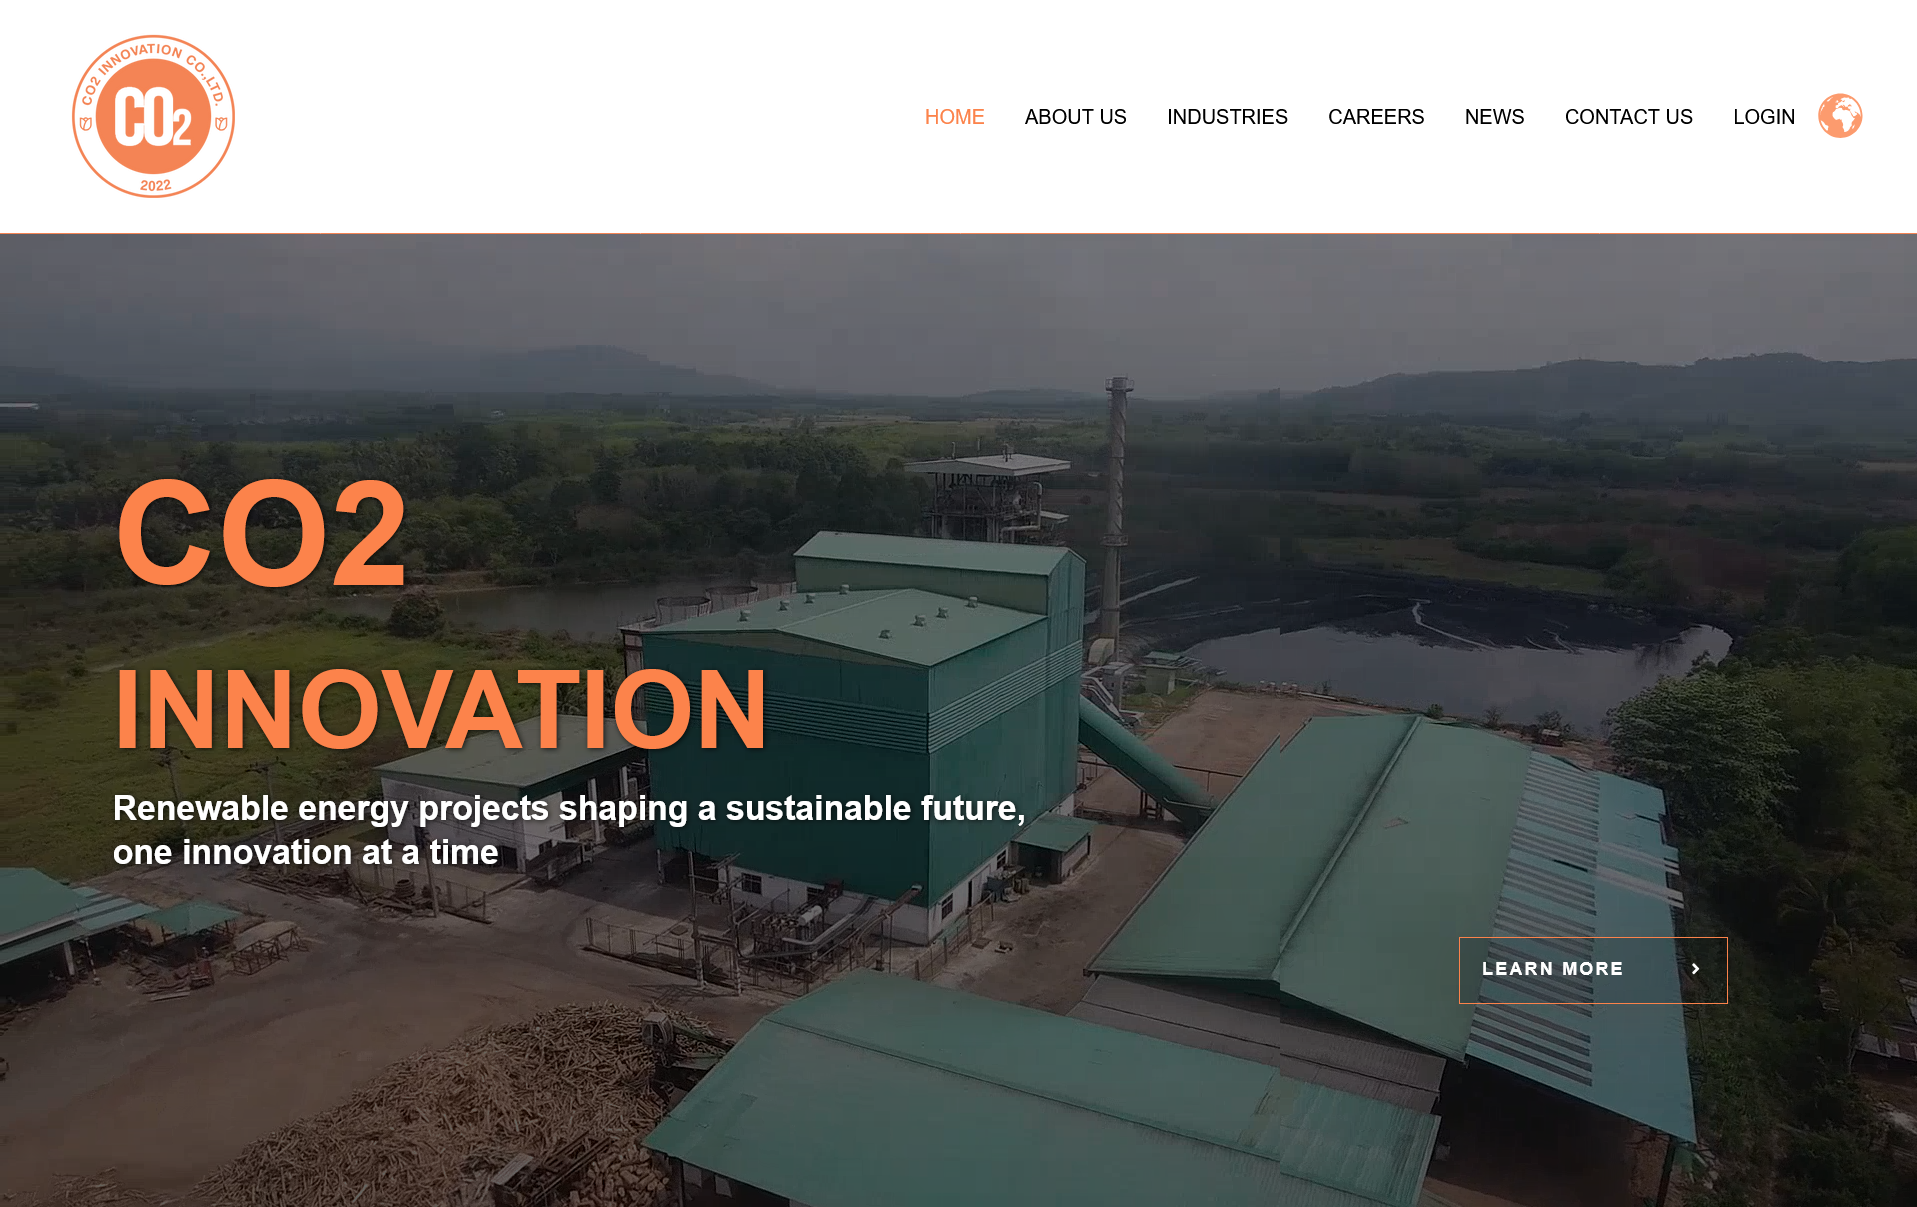 CO2 INNOVATION CO.,LTD.
CO2
2022
HOME
ABOUT US
INDUSTRIES
CAREERS
NEWS
CONTACT US
LOGIN
CO2
INNOVATION
Renewable energy projects shaping a sustainable future,
one innovation at a time
LEARN MORE